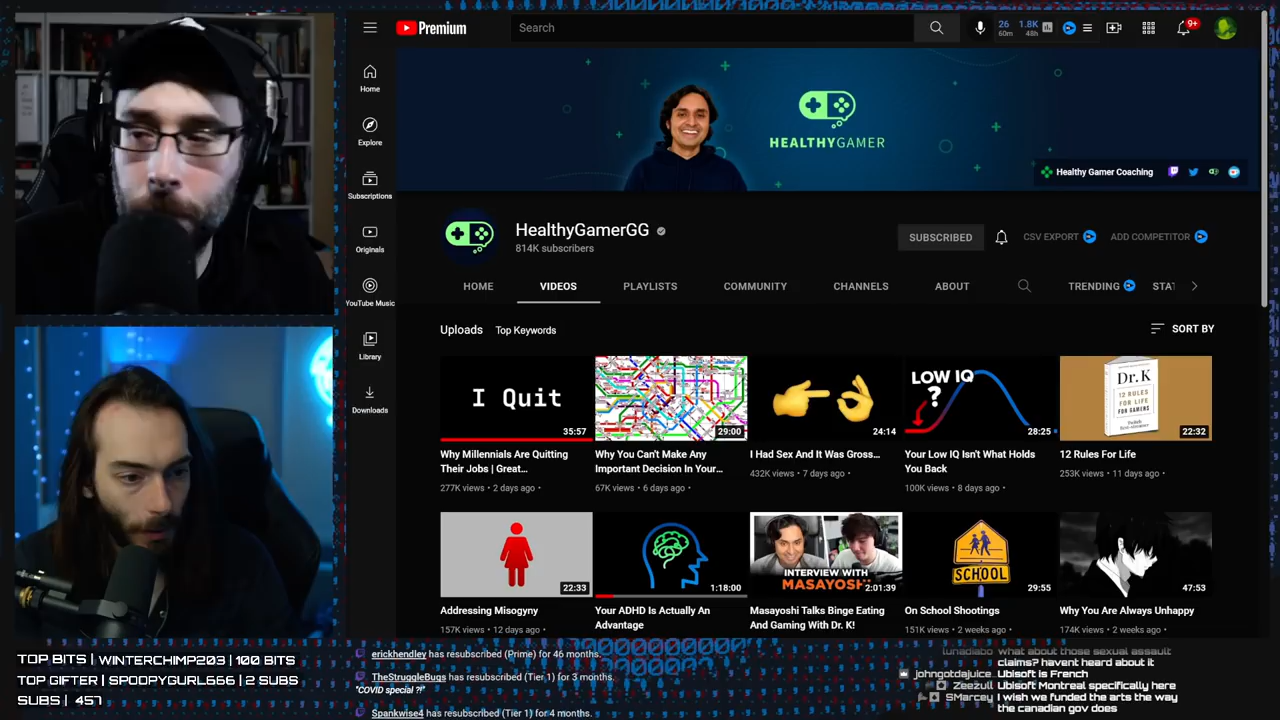 Premium
Search
26
60m
1.8K
48h
9+
Home
Explore
Subscriptions
Originals
YouTube Music
Library
Downloads
HEALTHYGAMER
Healthy Gamer Coaching
HealthyGamerGG
814K subscribers
SUBSCRIBED
CSV EXPORT
ADD COMPETITOR
HOME
VIDEOS
PLAYLISTS
COMMUNITY
CHANNELS
ABOUT
TRENDING
STAT
Uploads
Top Keywords
SORT BY
I Quit
35:57
Why Millennials Are Quitting
Their Jobs | Great...
277K views • 2 days ago •
29:00
Why You Can't Make Any
Important Decision In Your...
67K views • 6 days ago •
24:14
I Had Sex And It Was Gross...
432K views • 7 days ago •
LOW IQ
?
28:25
Your Low IQ Isn't What Holds
You Back
100K views • 8 days ago •
Dr. K
12 RULES
FOR LIFE
FOR GAMERS
22:32
12 Rules For Life
253K views • 11 days ago •
22:33
Addressing Misogyny
157K views • 12 days ago •
1:18:00
Your ADHD Is Actually An
Advantage
INTERVIEW WITH
MASAYOSHI
2:01:39
Masayoshi Talks Binge Eating
And Gaming With Dr. K!
SCHOOL
29:55
On School Shootings
151K views • 2 weeks ago •
47:53
Why You Are Always Unhappy
174K views • 2 weeks ago •
TOP BITS | WINTERCHIMP203 | 100 BITS
TOP GIFTER | SPOOPYGURL666 | 2 SUBS
SUBS | 457
erickhendley has resubscribed (Prime) for 46 months.
TheStruggleBugs has resubscribed (Tier 1) for 3 months.
"COVID special ?!"
Spankwise4 has resubscribed (Tier 1) for 4 months.
lunadiabo what about those sexual assault
claims? havent heard about it
johngotdajuice Ubisoft is French
Zeezull Ubisoft Montreal specifically here
SMarcey I wish we funded the arts the way
the canadian gov does